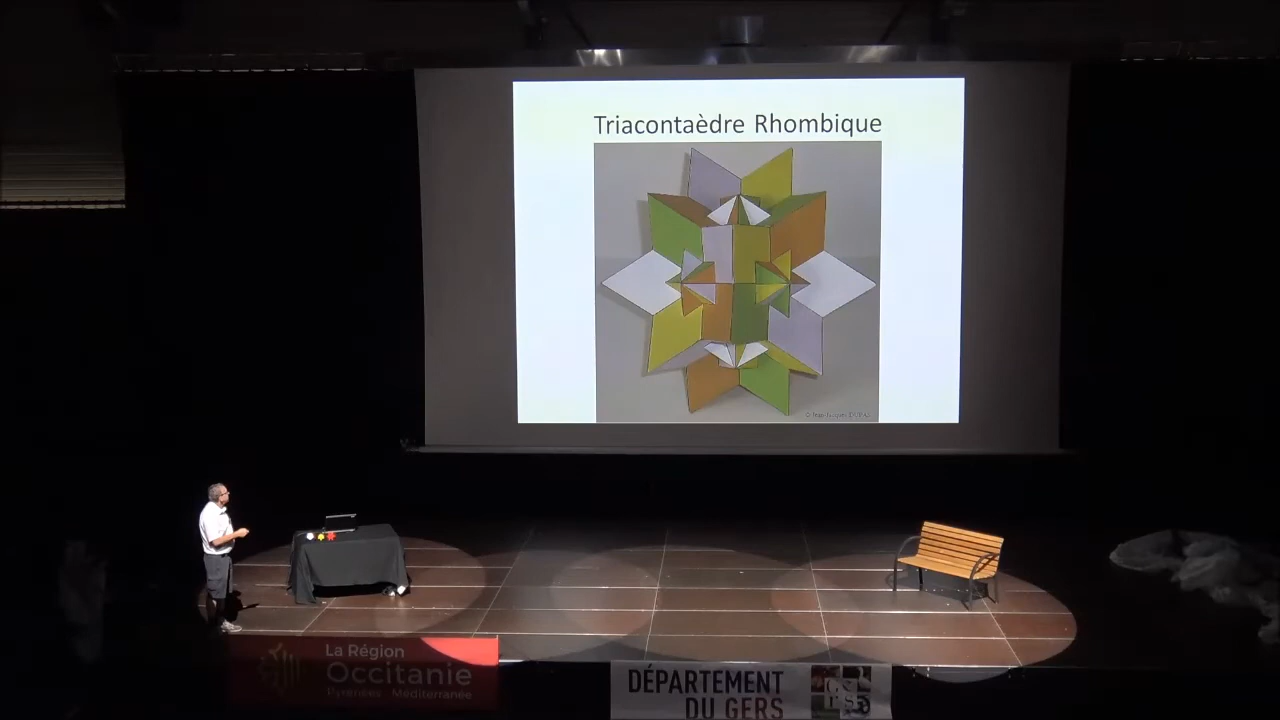 Triacontaèdre Rhombique
La Région
Occitanie
Pyrénées - Méditerranée
DÉPARTEMENT
DU GERS